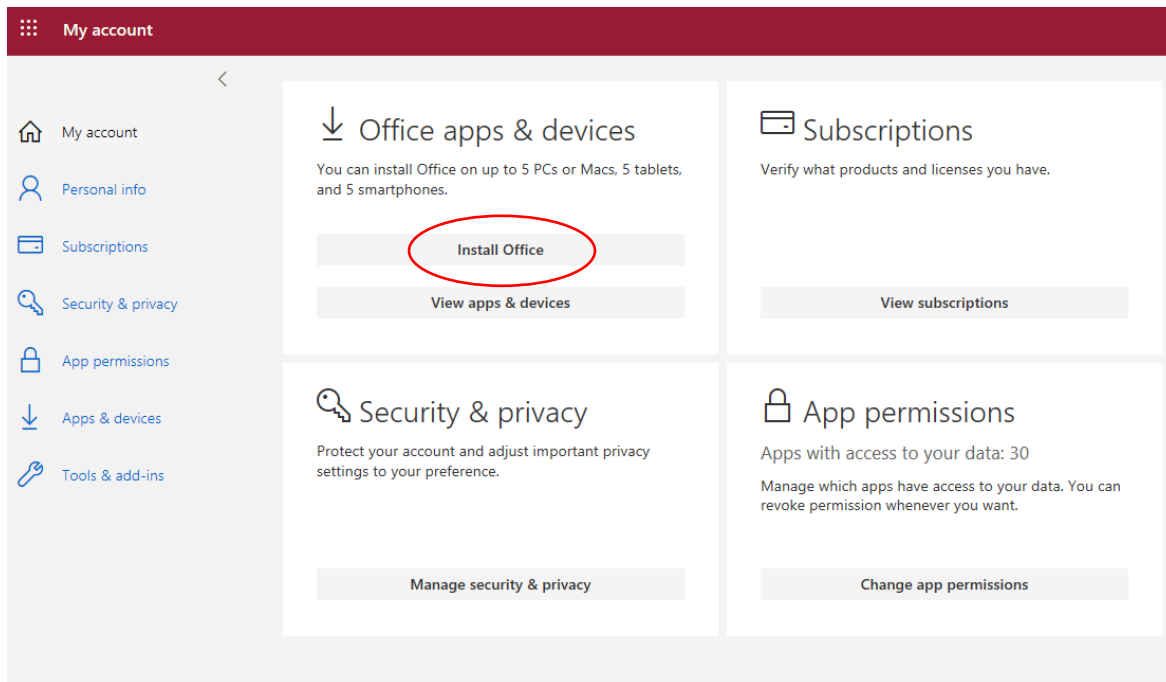 My account
My account
Personal info
Subscriptions
Security & privacy
App permissions
Apps & devices
Tools & add-ins
Office apps & devices
You can install Office on up to 5 PCs or Macs, 5 tablets,
and 5 smartphones.
Install Office
View apps & devices
Subscriptions
Verify what products and licenses you have.
View subscriptions
Security & privacy
Protect your account and adjust important privacy
settings to your preference.
Manage security & privacy
App permissions
Apps with access to your data: 30
Manage which apps have access to your data. You can
revoke permission whenever you want.
Change app permissions